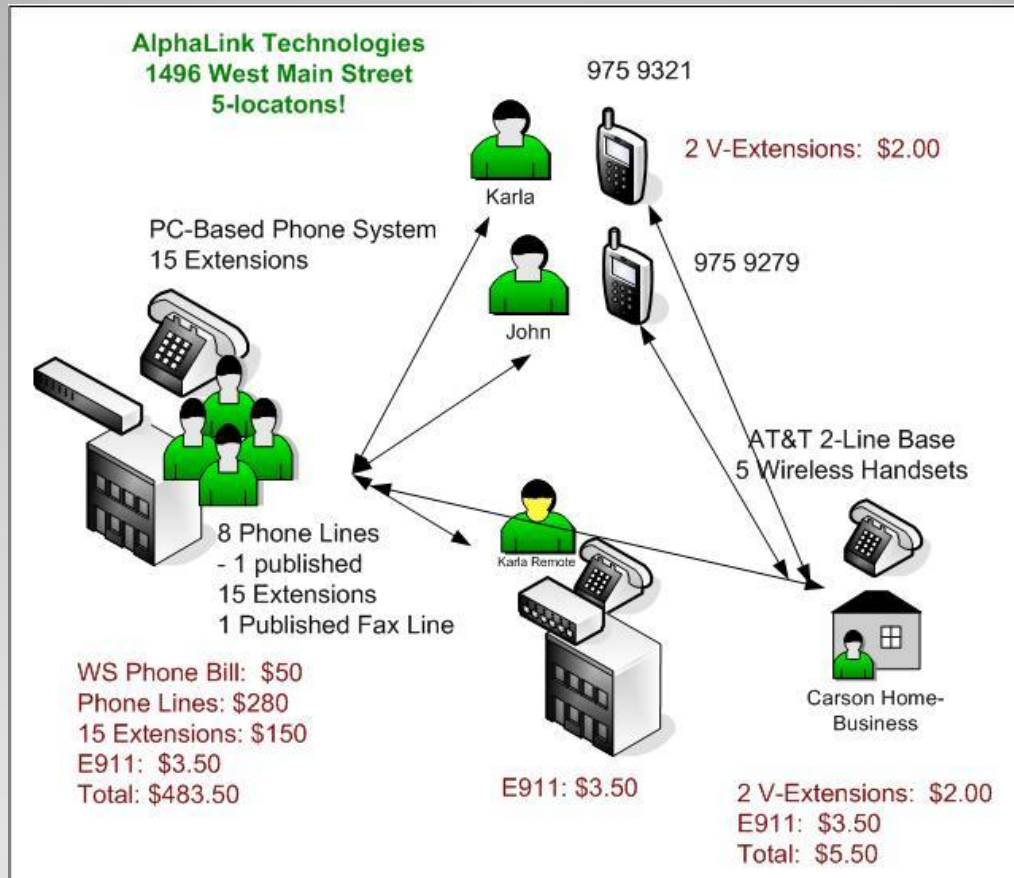 AlphaLink Technologies
1496 West Main Street
5-locatons!
975 9321
2 V-Extensions: $2.00
Karla
PC-Based Phone System
15 Extensions
975 9279
John
AT&T 2-Line Base
5 Wireless Handsets
8 Phone Lines
- 1 published
15 Extensions
1 Published Fax Line
Karla Remote
WS Phone Bill: $50
Phone Lines: $280
15 Extensions: $150
E911: $3.50
Total: $483.50
E911: $3.50
Carson Home-
Business
2 V-Extensions: $2.00
E911: $3.50
Total: $5.50